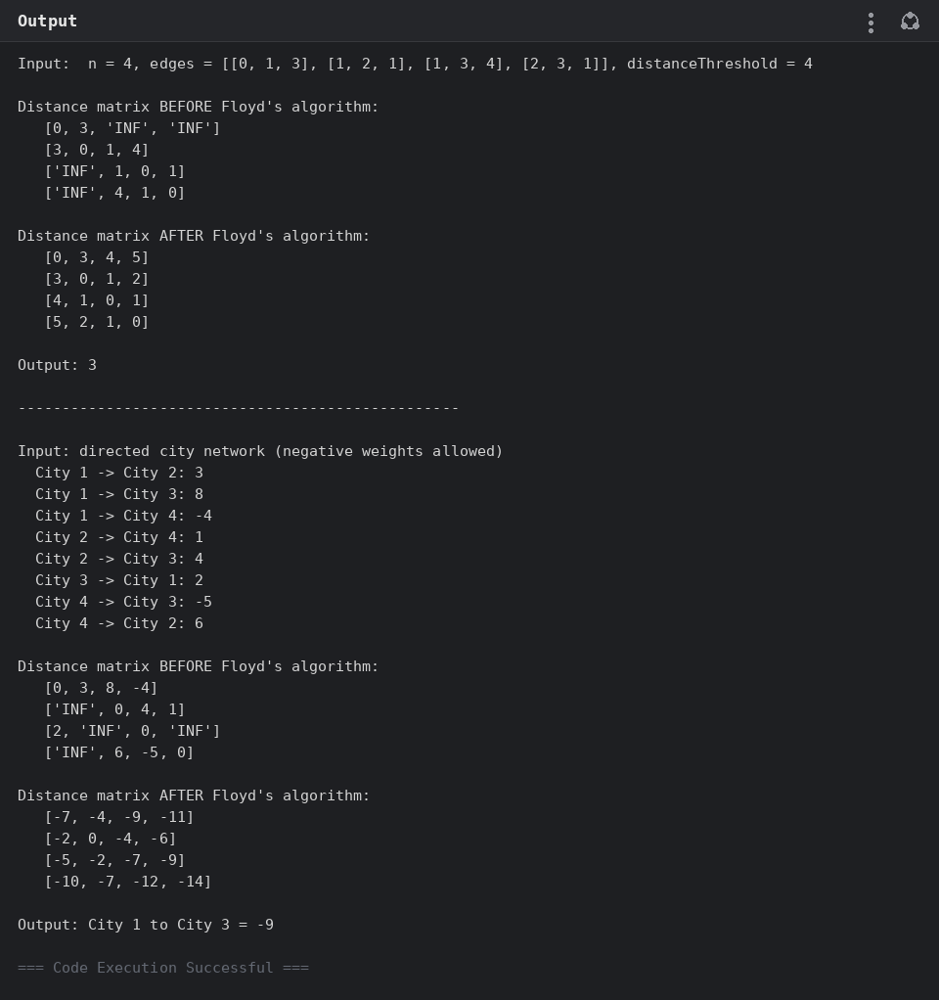 Output
Input:  n = 4, edges = [[0, 1, 3], [1, 2, 1], [1, 3, 4], [2, 3, 1]], distanceThreshold = 4
Distance matrix BEFORE Floyd's algorithm:
   [0, 3, 'INF', 'INF']
   [3, 0, 1, 4]
   ['INF', 1, 0, 1]
   ['INF', 4, 1, 0]
Distance matrix AFTER Floyd's algorithm:
   [0, 3, 4, 5]
   [3, 0, 1, 2]
   [4, 1, 0, 1]
   [5, 2, 1, 0]
Output: 3
--------------------------------------------------
Input: directed city network (negative weights allowed)
  City 1 -> City 2: 3
  City 1 -> City 3: 8
  City 1 -> City 4: -4
  City 2 -> City 4: 1
  City 2 -> City 3: 4
  City 3 -> City 1: 2
  City 4 -> City 3: -5
  City 4 -> City 2: 6
Distance matrix BEFORE Floyd's algorithm:
   [0, 3, 8, -4]
   ['INF', 0, 4, 1]
   [2, 'INF', 0, 'INF']
   ['INF', 6, -5, 0]
Distance matrix AFTER Floyd's algorithm:
   [-7, -4, -9, -11]
   [-2, 0, -4, -6]
   [-5, -2, -7, -9]
   [-10, -7, -12, -14]
Output: City 1 to City 3 = -9
=== Code Execution Successful ===